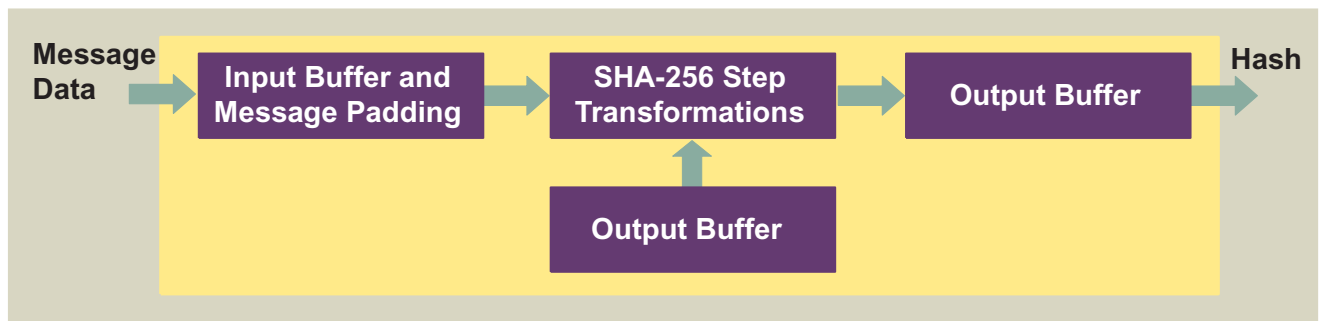 Message
Data
Input Buffer and
Message Padding
SHA-256 Step
Transformations
Output Buffer
Hash
Output Buffer